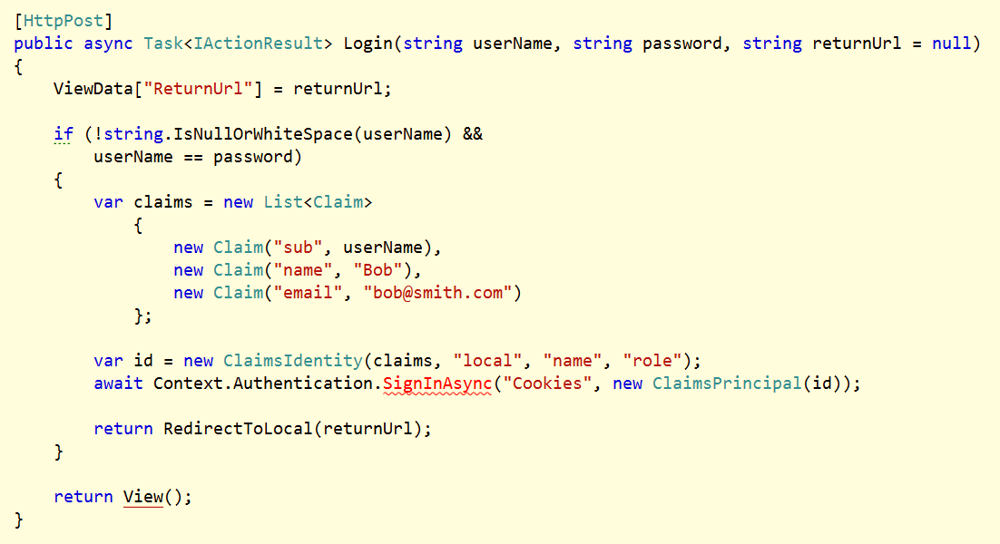 [HttpPost]
public async Task<IActionResult> Login(string userName, string password, string returnUrl = null)
{
    ViewData["ReturnUrl"] = returnUrl;

    if (!string.IsNullOrWhiteSpace(userName) &&
        userName == password)
    {
        var claims = new List<Claim>
            {
                new Claim("sub", userName),
                new Claim("name", "Bob"),
                new Claim("email", "bob@smith.com")
            };

        var id = new ClaimsIdentity(claims, "local", "name", "role");
        await Context.Authentication.SignInAsync("Cookies", new ClaimsPrincipal(id));

        return RedirectToLocal(returnUrl);
    }

    return View();
}